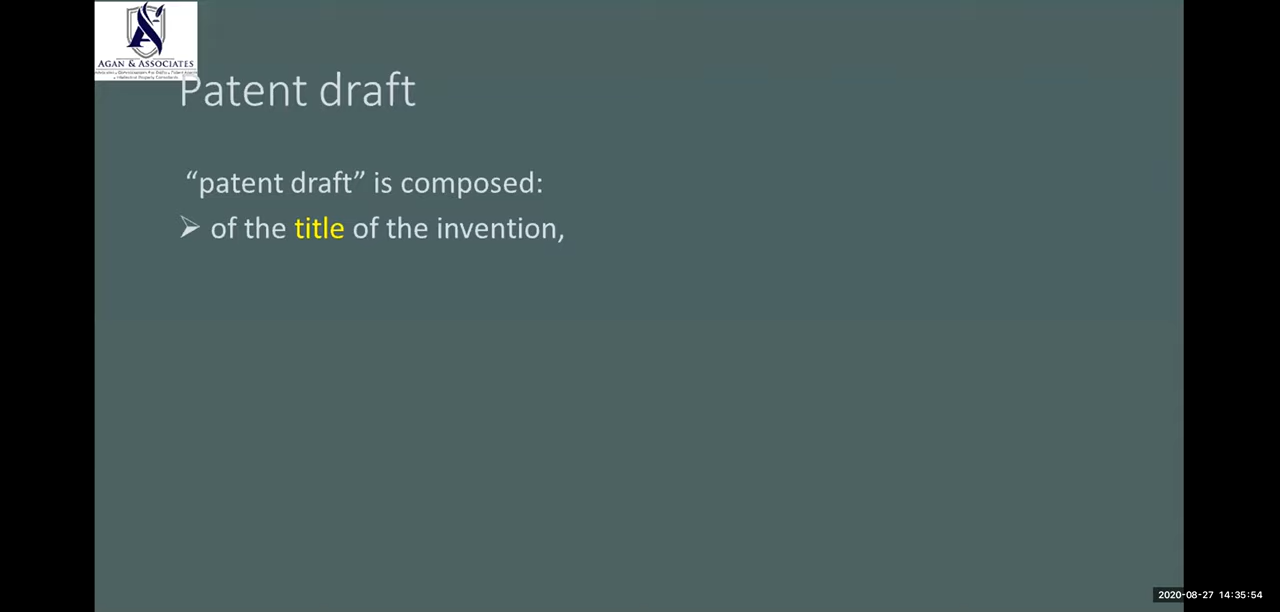 AGAN & ASSOCIATES
Patent draft
“patent draft” is composed:
➢ of the title of the invention,
2020-08-27 14:35:54